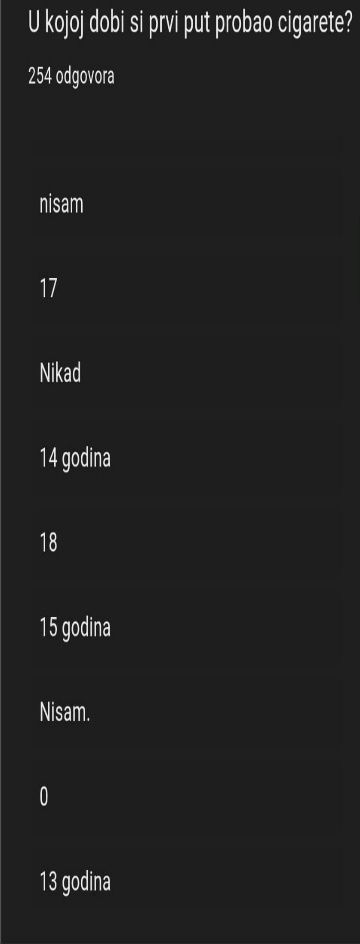 U kojoj dobi si prvi put probao cigarete?
254 odgovora
nisam
17
Nikad
14 godina
18
15 godina
Nisam.
0
13 godina